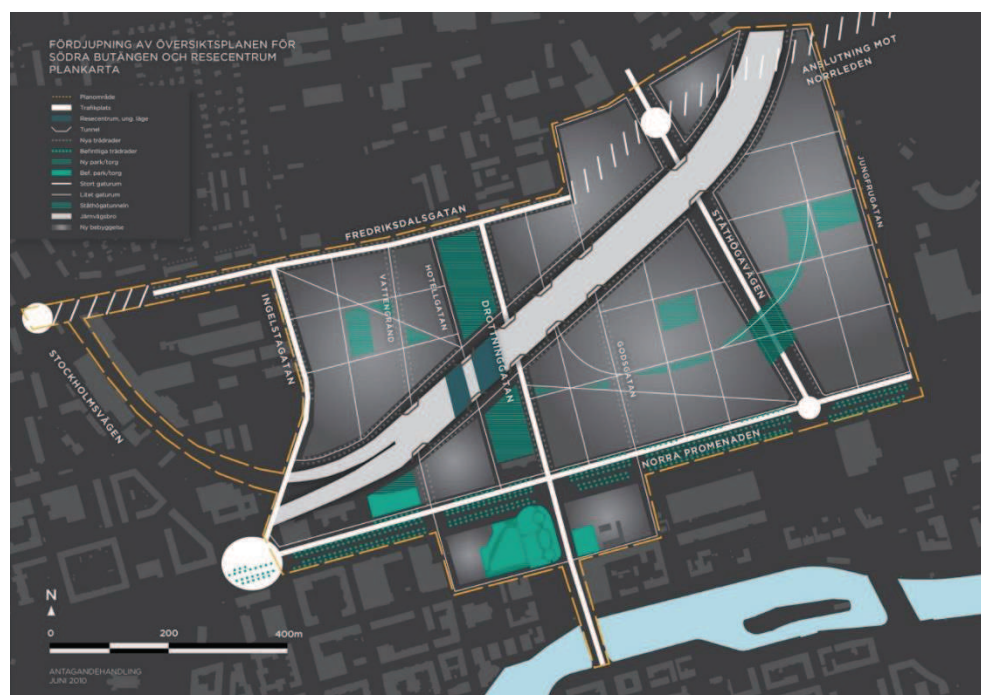 FÖRDJUPNING AV ÖVERSIKTSPLANEN FÖR
SÖDRA BUTÄNGEN OCH RESECENTRUM
PLANKARTA
Planområde
Trafikplats
Resecentrum, ung. läge
Tunnel
Nya trädrader
Befintliga trädrader
Ny park/torg
Bef. park/torg
Stort gaturum
Litet gaturum
Ståthögatunneln
Järnvägsbro
Ny bebyggelse
ANSLUTNING MOT
NORRLEDEN
JUNGFRUGATAN
FREDRIKSDALSGATAN
STÅTHÖGAVÄGEN
INGELSTAGATAN
VATTENGRÄND
HOTELLGATAN
DROTTNINGGATAN
GODSGATAN
STOCKHOLMSVÄGEN
NORRA PROMENADEN
N
0 200 400m
ANTAGANDEHANDLING
JUNI 2010